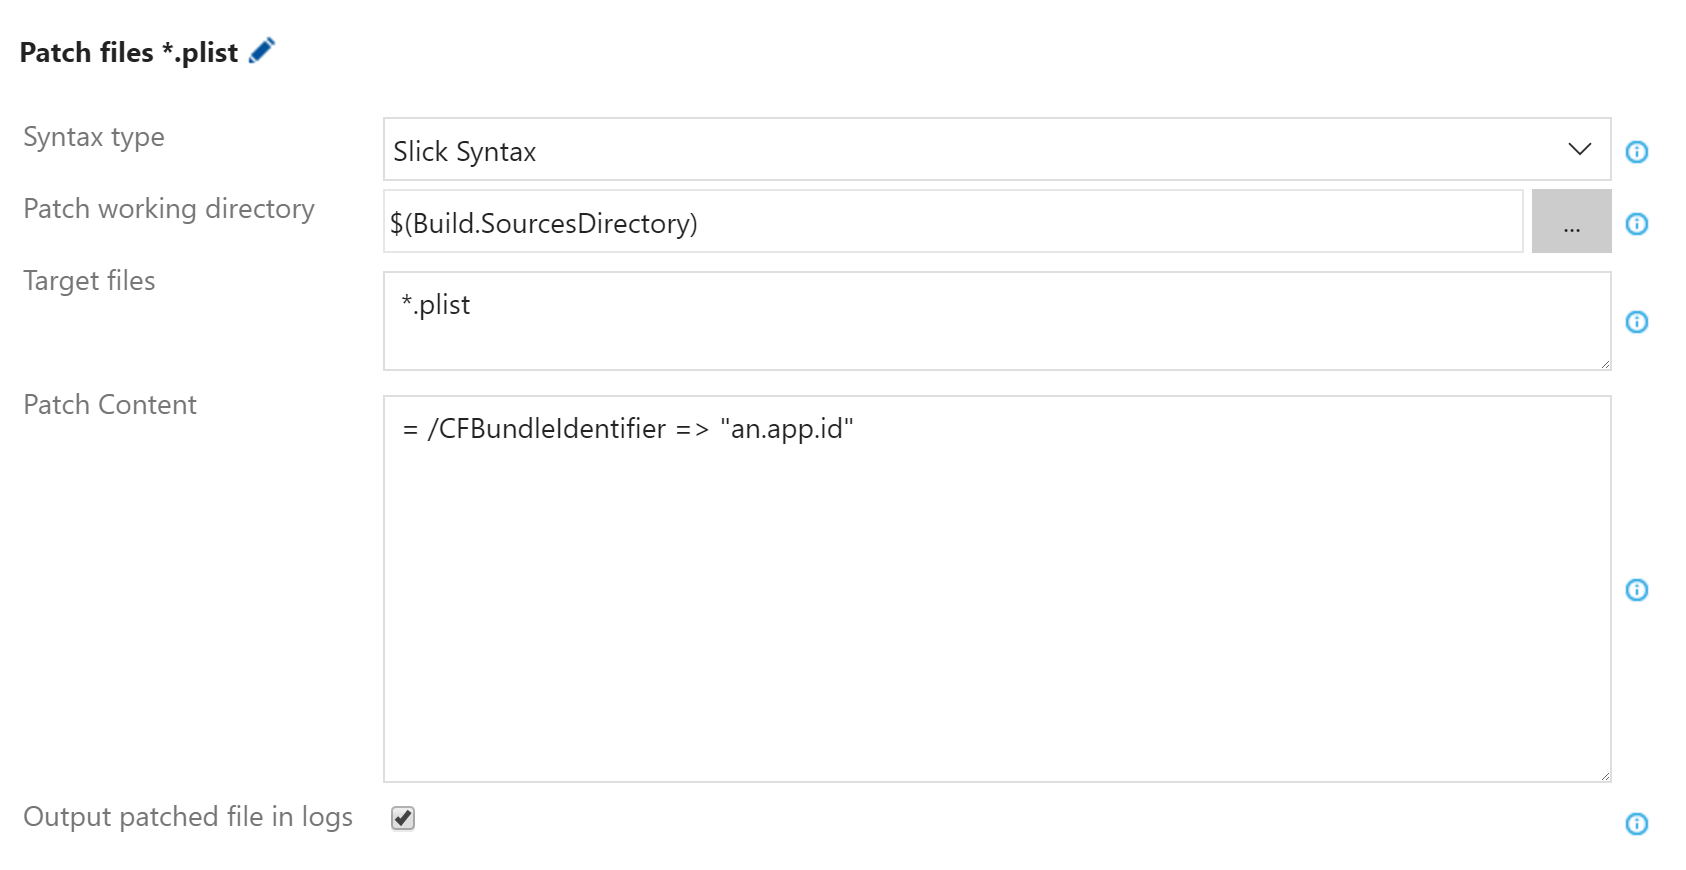 Patch files *.plist
Syntax type
Slick Syntax
Patch working directory
$(Build.SourcesDirectory)
...
Target files
*.plist
Patch Content
= /CFBundleIdentifier => "an.app.id"
Output patched file in logs